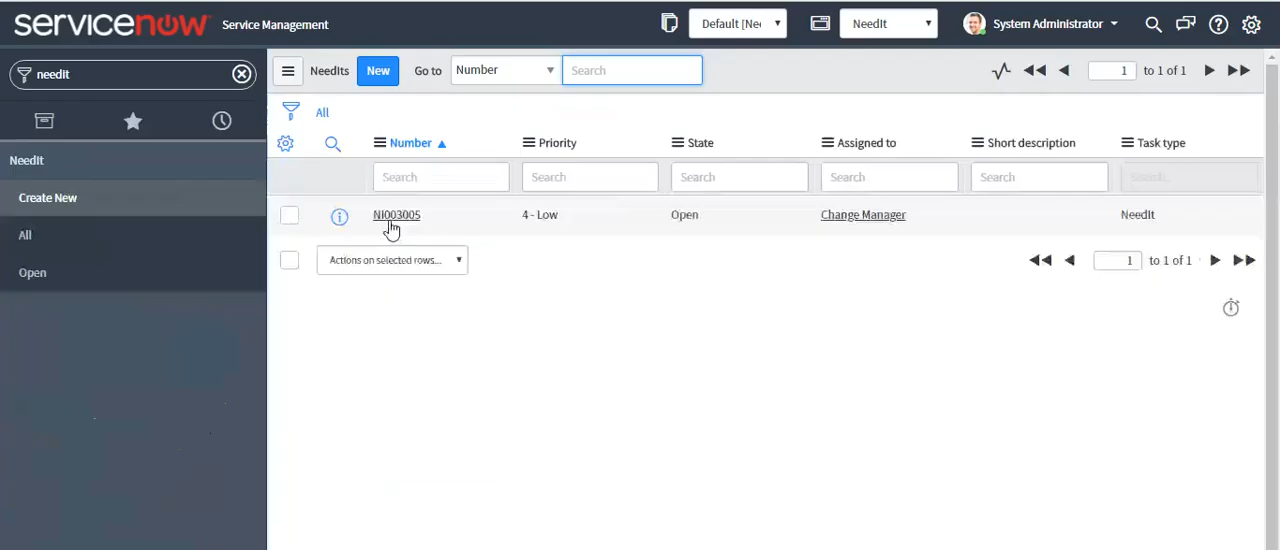 servicenow Service Management Default [Nee NeedIt System Administrator
needit
NeedIts New Go to Number Search 1 to 1 of 1
All
Number Priority State Assigned to Short description Task type
Search Search Search Search Search Search
NeedIt
Create New
All
Open
NI003005 4 - Low Open Change Manager NeedIt
Actions on selected rows... 1 to 1 of 1